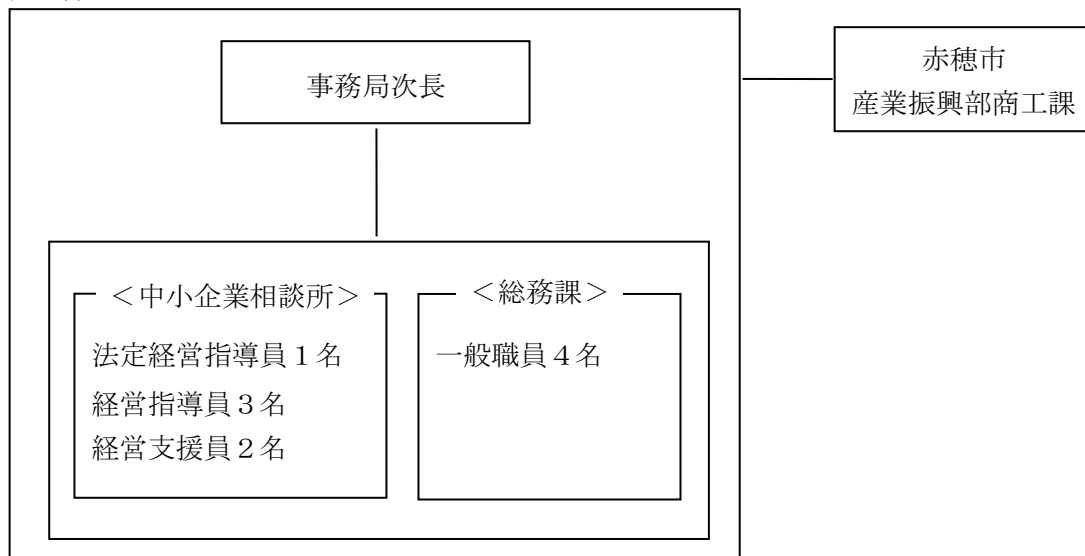 事務局次長
赤穂市
産業振興部商工課
＜中小企業相談所＞
法定経営指導員１名
経営指導員３名
経営支援員２名
＜総務課＞
一般職員４名